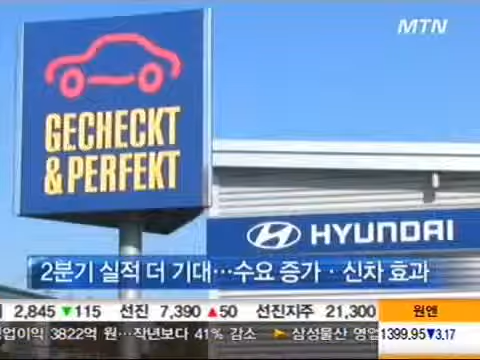 MTN
GECHECKT
& PERFEKT
HYUNDAI
2분기 실적 더 기대…수요 증가·신차 효과
2,845 ▼115 선진 7,390 ▲50 선진지주 21,300 원엔
업이익 3822억 원…작년보다 41% 감소 ▶ 삼성물산 영업 1399.95▼3.17